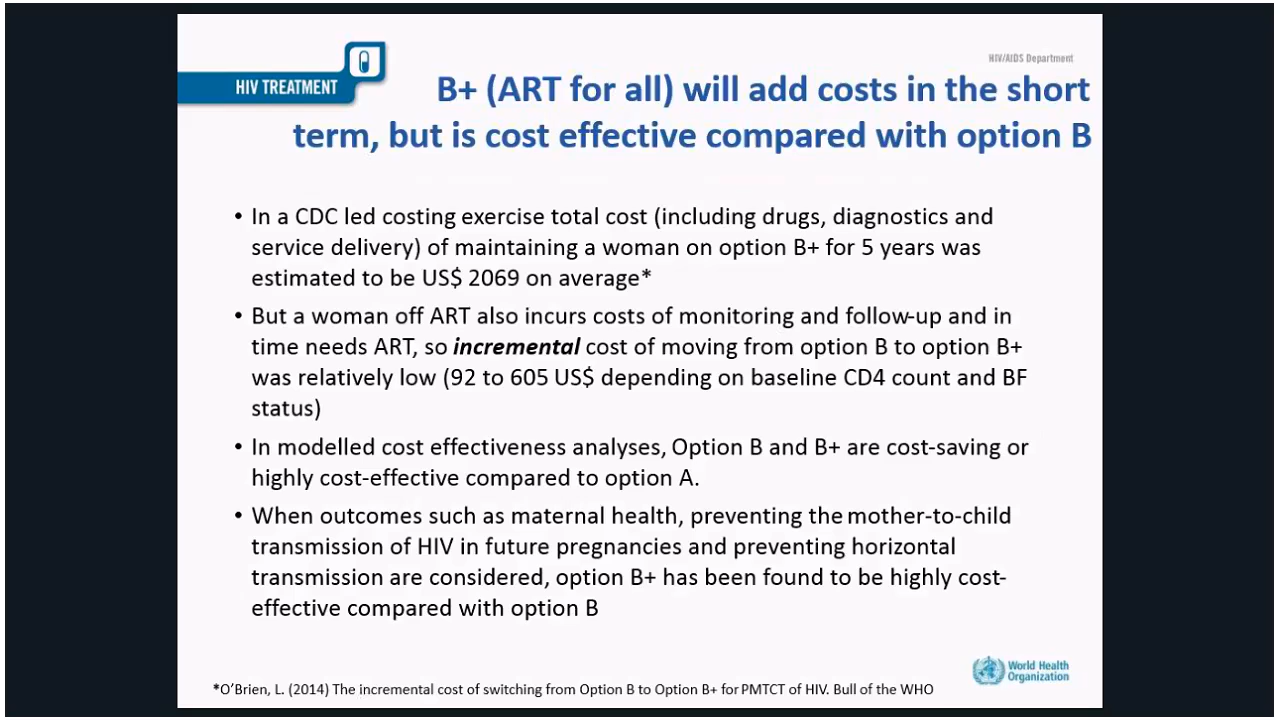 HIV/AIDS Department
HIV TREATMENT
B+ (ART for all) will add costs in the short
term, but is cost effective compared with option B
• In a CDC led costing exercise total cost (including drugs, diagnostics and
service delivery) of maintaining a woman on option B+ for 5 years was
estimated to be US$ 2069 on average*
• But a woman off ART also incurs costs of monitoring and follow-up and in
time needs ART, so incremental cost of moving from option B to option B+
was relatively low (92 to 605 US$ depending on baseline CD4 count and BF
status)
• In modelled cost effectiveness analyses, Option B and B+ are cost-saving or
highly cost-effective compared to option A.
• When outcomes such as maternal health, preventing the mother-to-child
transmission of HIV in future pregnancies and preventing horizontal
transmission are considered, option B+ has been found to be highly cost-
effective compared with option B
World Health
Organization
*O'Brien, L. (2014) The incremental cost of switching from Option B to Option B+ for PMTCT of HIV. Bull of the WHO